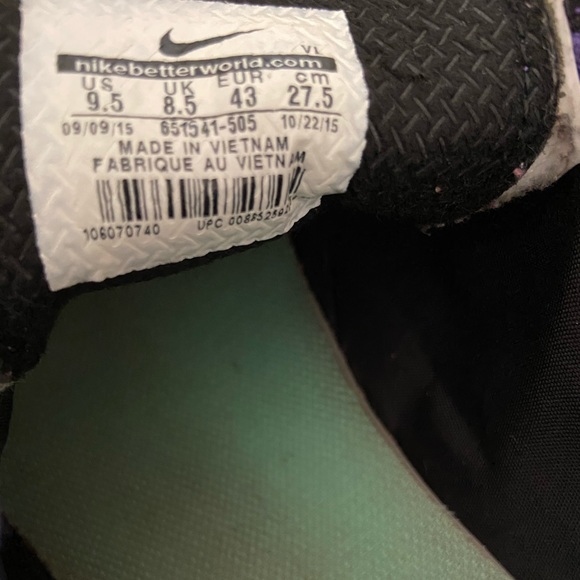 VI
nikebetterworld.com
US UK EUR cm
9.5 8.5 43 27.5
09/09/15 651541-505 10/22/15
MADE IN VIETNAM
FABRIQUE AU VIETNAM
106070740 UPC